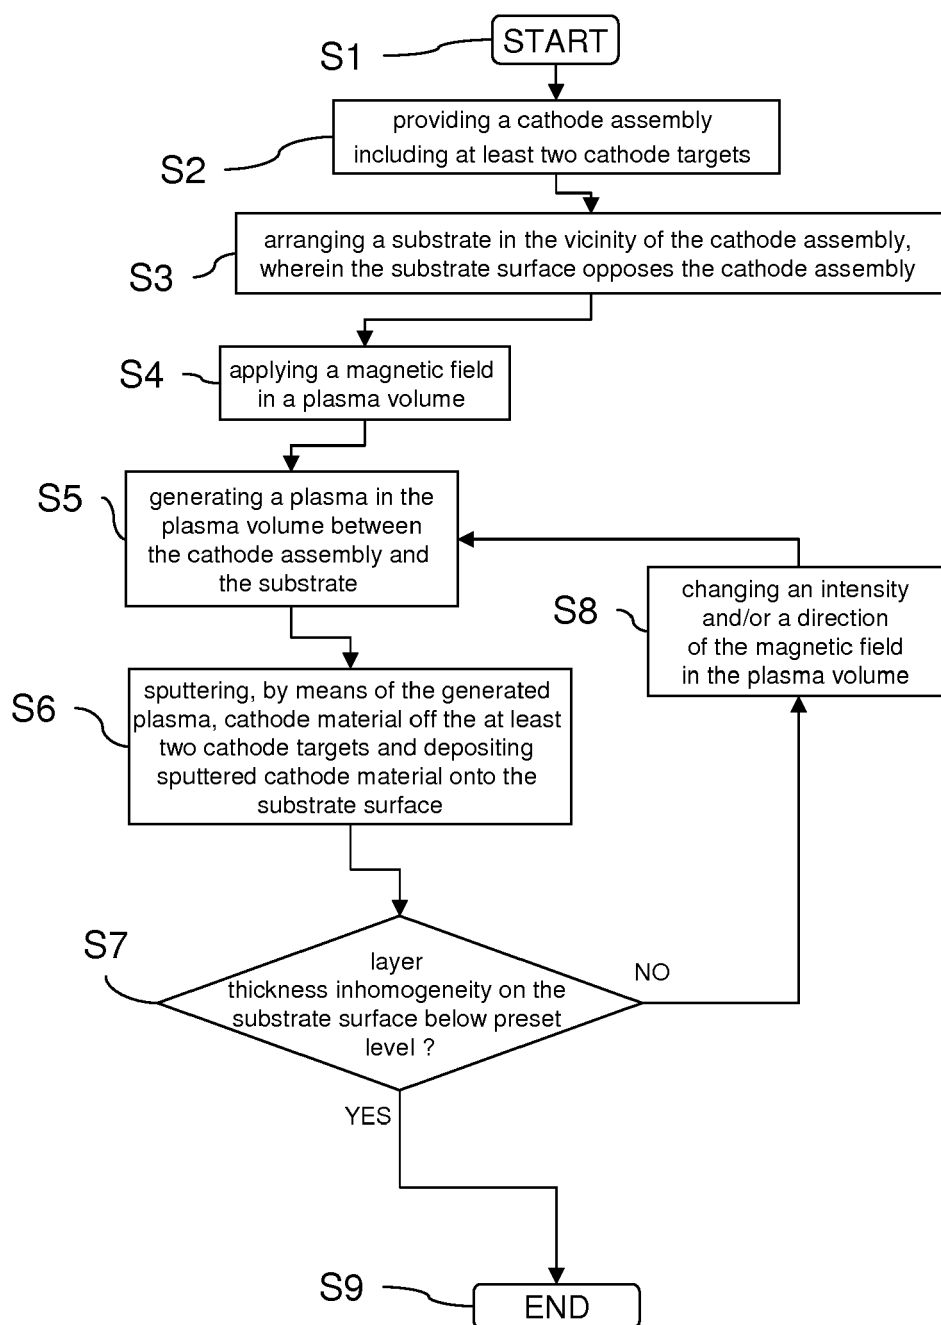 S1
START
S2
providing a cathode assembly
including at least two cathode targets
S3
arranging a substrate in the vicinity of the cathode assembly,
wherein the substrate surface opposes the cathode assembly
S4
applying a magnetic field
in a plasma volume
S5
generating a plasma in the
plasma volume between
the cathode assembly and
the substrate
S8
changing an intensity
and/or a direction
of the magnetic field
in the plasma volume
S6
sputtering, by means of the generated
plasma, cathode material off the at least
two cathode targets and depositing
sputtered cathode material onto the
substrate surface
S7
layer
thickness inhomogeneity on the
substrate surface below preset
level ?
NO
YES
S9
END